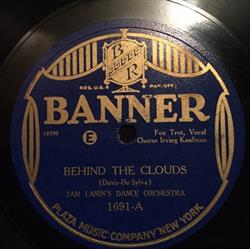 B
R
REG. U.S. PAT. OFF.
BANNER
16599
E
Fox Trot, Vocal
Chorus Irving Kaufman
BEHIND THE CLOUDS
(Davis-De Sylva)
SAM LANIN'S DANCE ORCHESTRA
1691-A
PLAZA MUSIC COMPANY NEW YORK